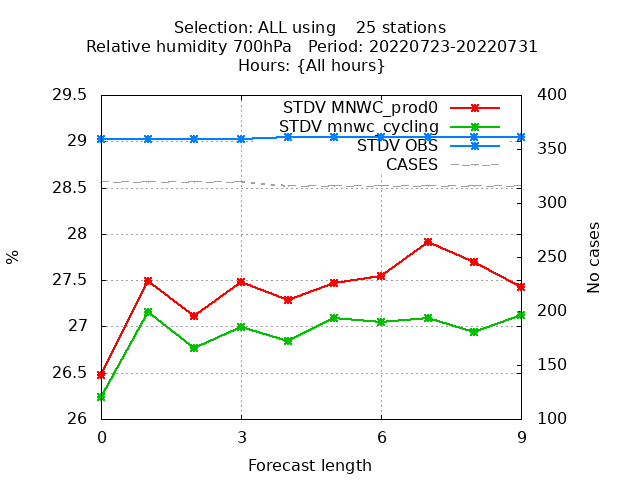 Selection: ALL using    25 stations
Relative humidity 700hPa   Period: 20220723-20220731
Hours: {All hours}
STDV MNWC_prod0
STDV mnwc_cycling
STDV OBS
CASES
29.5
29
28.5
28
27.5
27
26.5
26
%
400
350
300
250
200
150
100
No cases
0 3 6 9
Forecast length